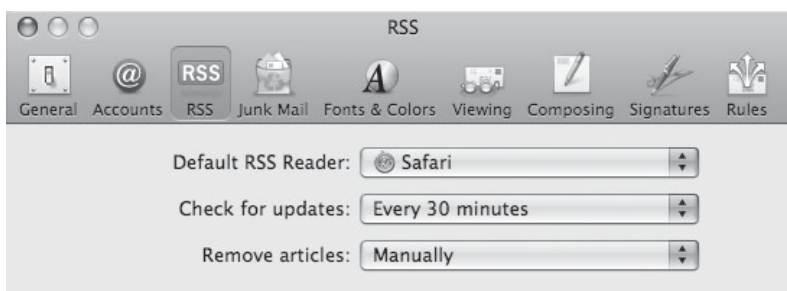 RSS
RSS
General Accounts RSS Junk Mail Fonts & Colors Viewing Composing Signatures Rules
Default RSS Reader: Safari
Check for updates: Every 30 minutes
Remove articles: Manually